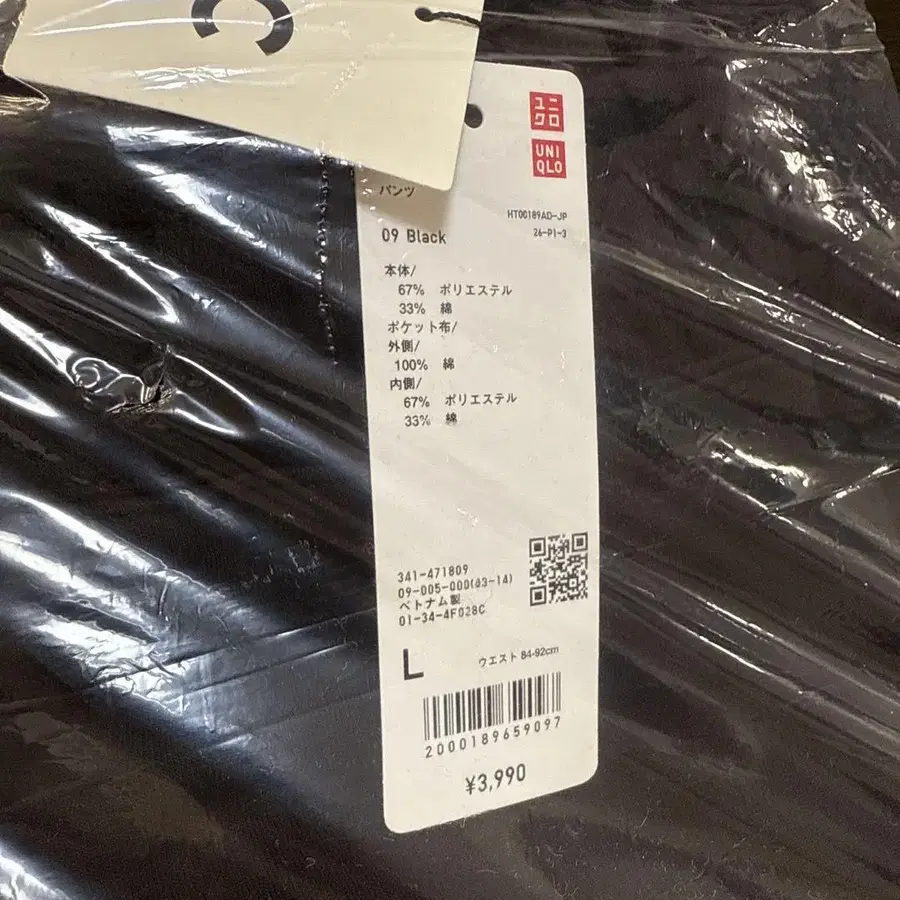 C
ユニ
クロ
UNI
QLO
パンツ
HT00189AD-JP
09 Black
26-P1-3
本体/
67% ポリエステル
33% 綿
ポケット布/
外側/
100% 綿
内側/
67% ポリエステル
33% 綿
341-471809
09-005-000(03-14)
ベトナム製
01-34-4F028C
L
ウエスト 84-92cm
2000189659097
¥3,990